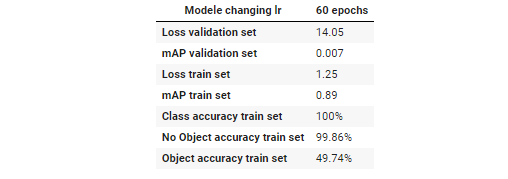 Modele changing lr 60 epochs
Loss validation set 14.05
mAP validation set 0.007
Loss train set 1.25
mAP train set 0.89
Class accuracy train set 100%
No Object accuracy train set 99.86%
Object accuracy train set 49.74%